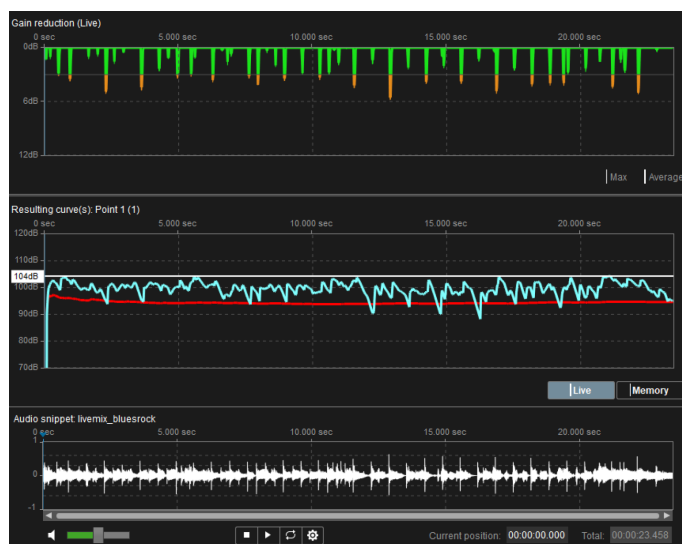 Gain reduction (Live)
0 sec 5.000 sec 10.000 sec 15.000 sec 20.000 sec
0dB
6dB
12dB
Max Average
Resulting curve(s): Point 1 (1)
0 sec 5.000 sec 10.000 sec 15.000 sec 20.000 sec
120dB
110dB
104dB
100dB
90dB
80dB
70dB
Live Memory
Audio snippet: livemix_bluesrock
0 sec 5.000 sec 10.000 sec 15.000 sec 20.000 sec
1
0
-1
Current position: 00:00:00.000 Total: 00:00:23.458